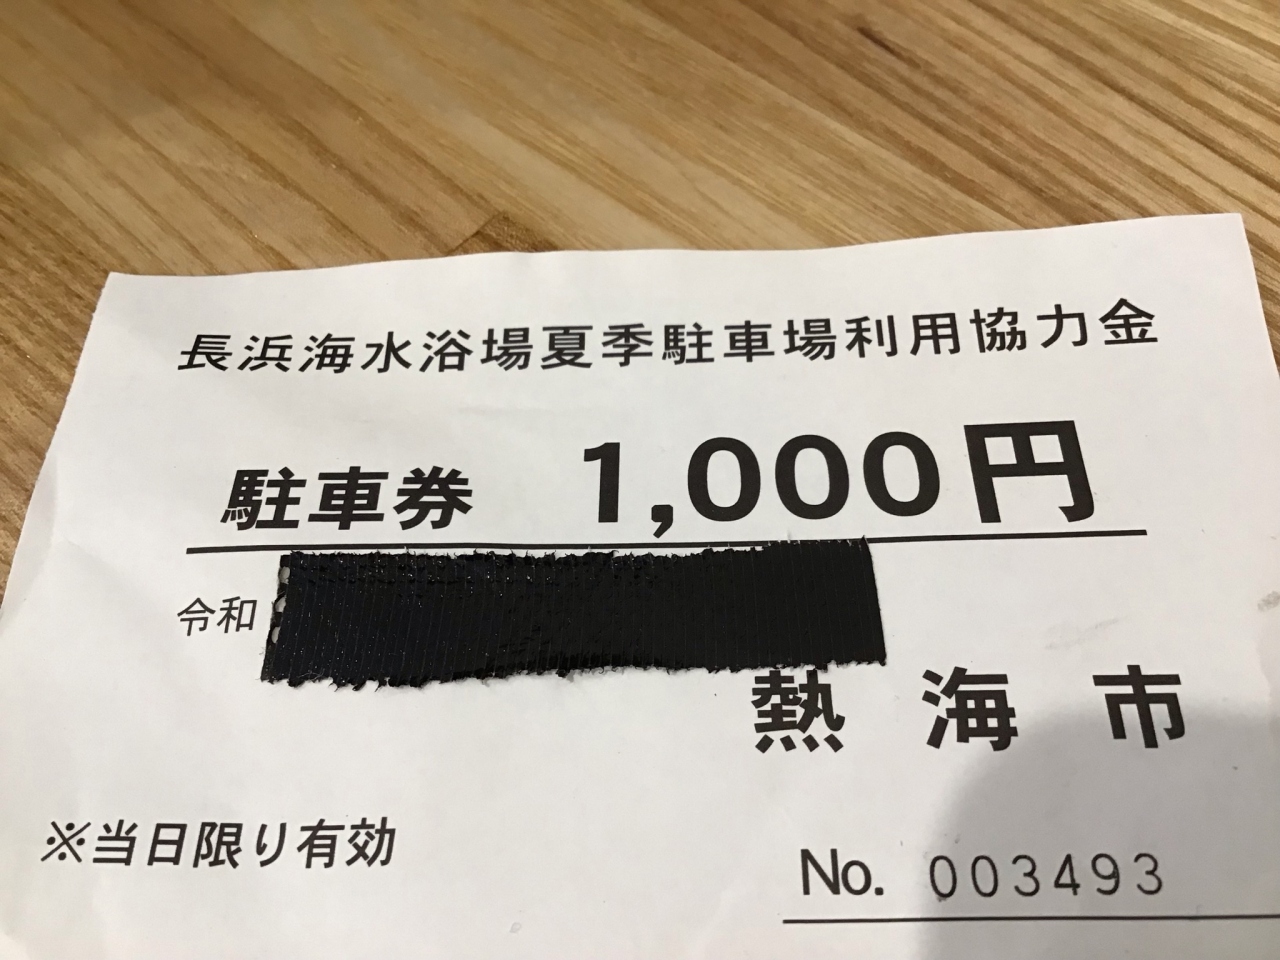 長浜海水浴場夏季駐車場利用協力金
駐車券 1,000円
令和
熱海市
※当日限り有効
No. 003493